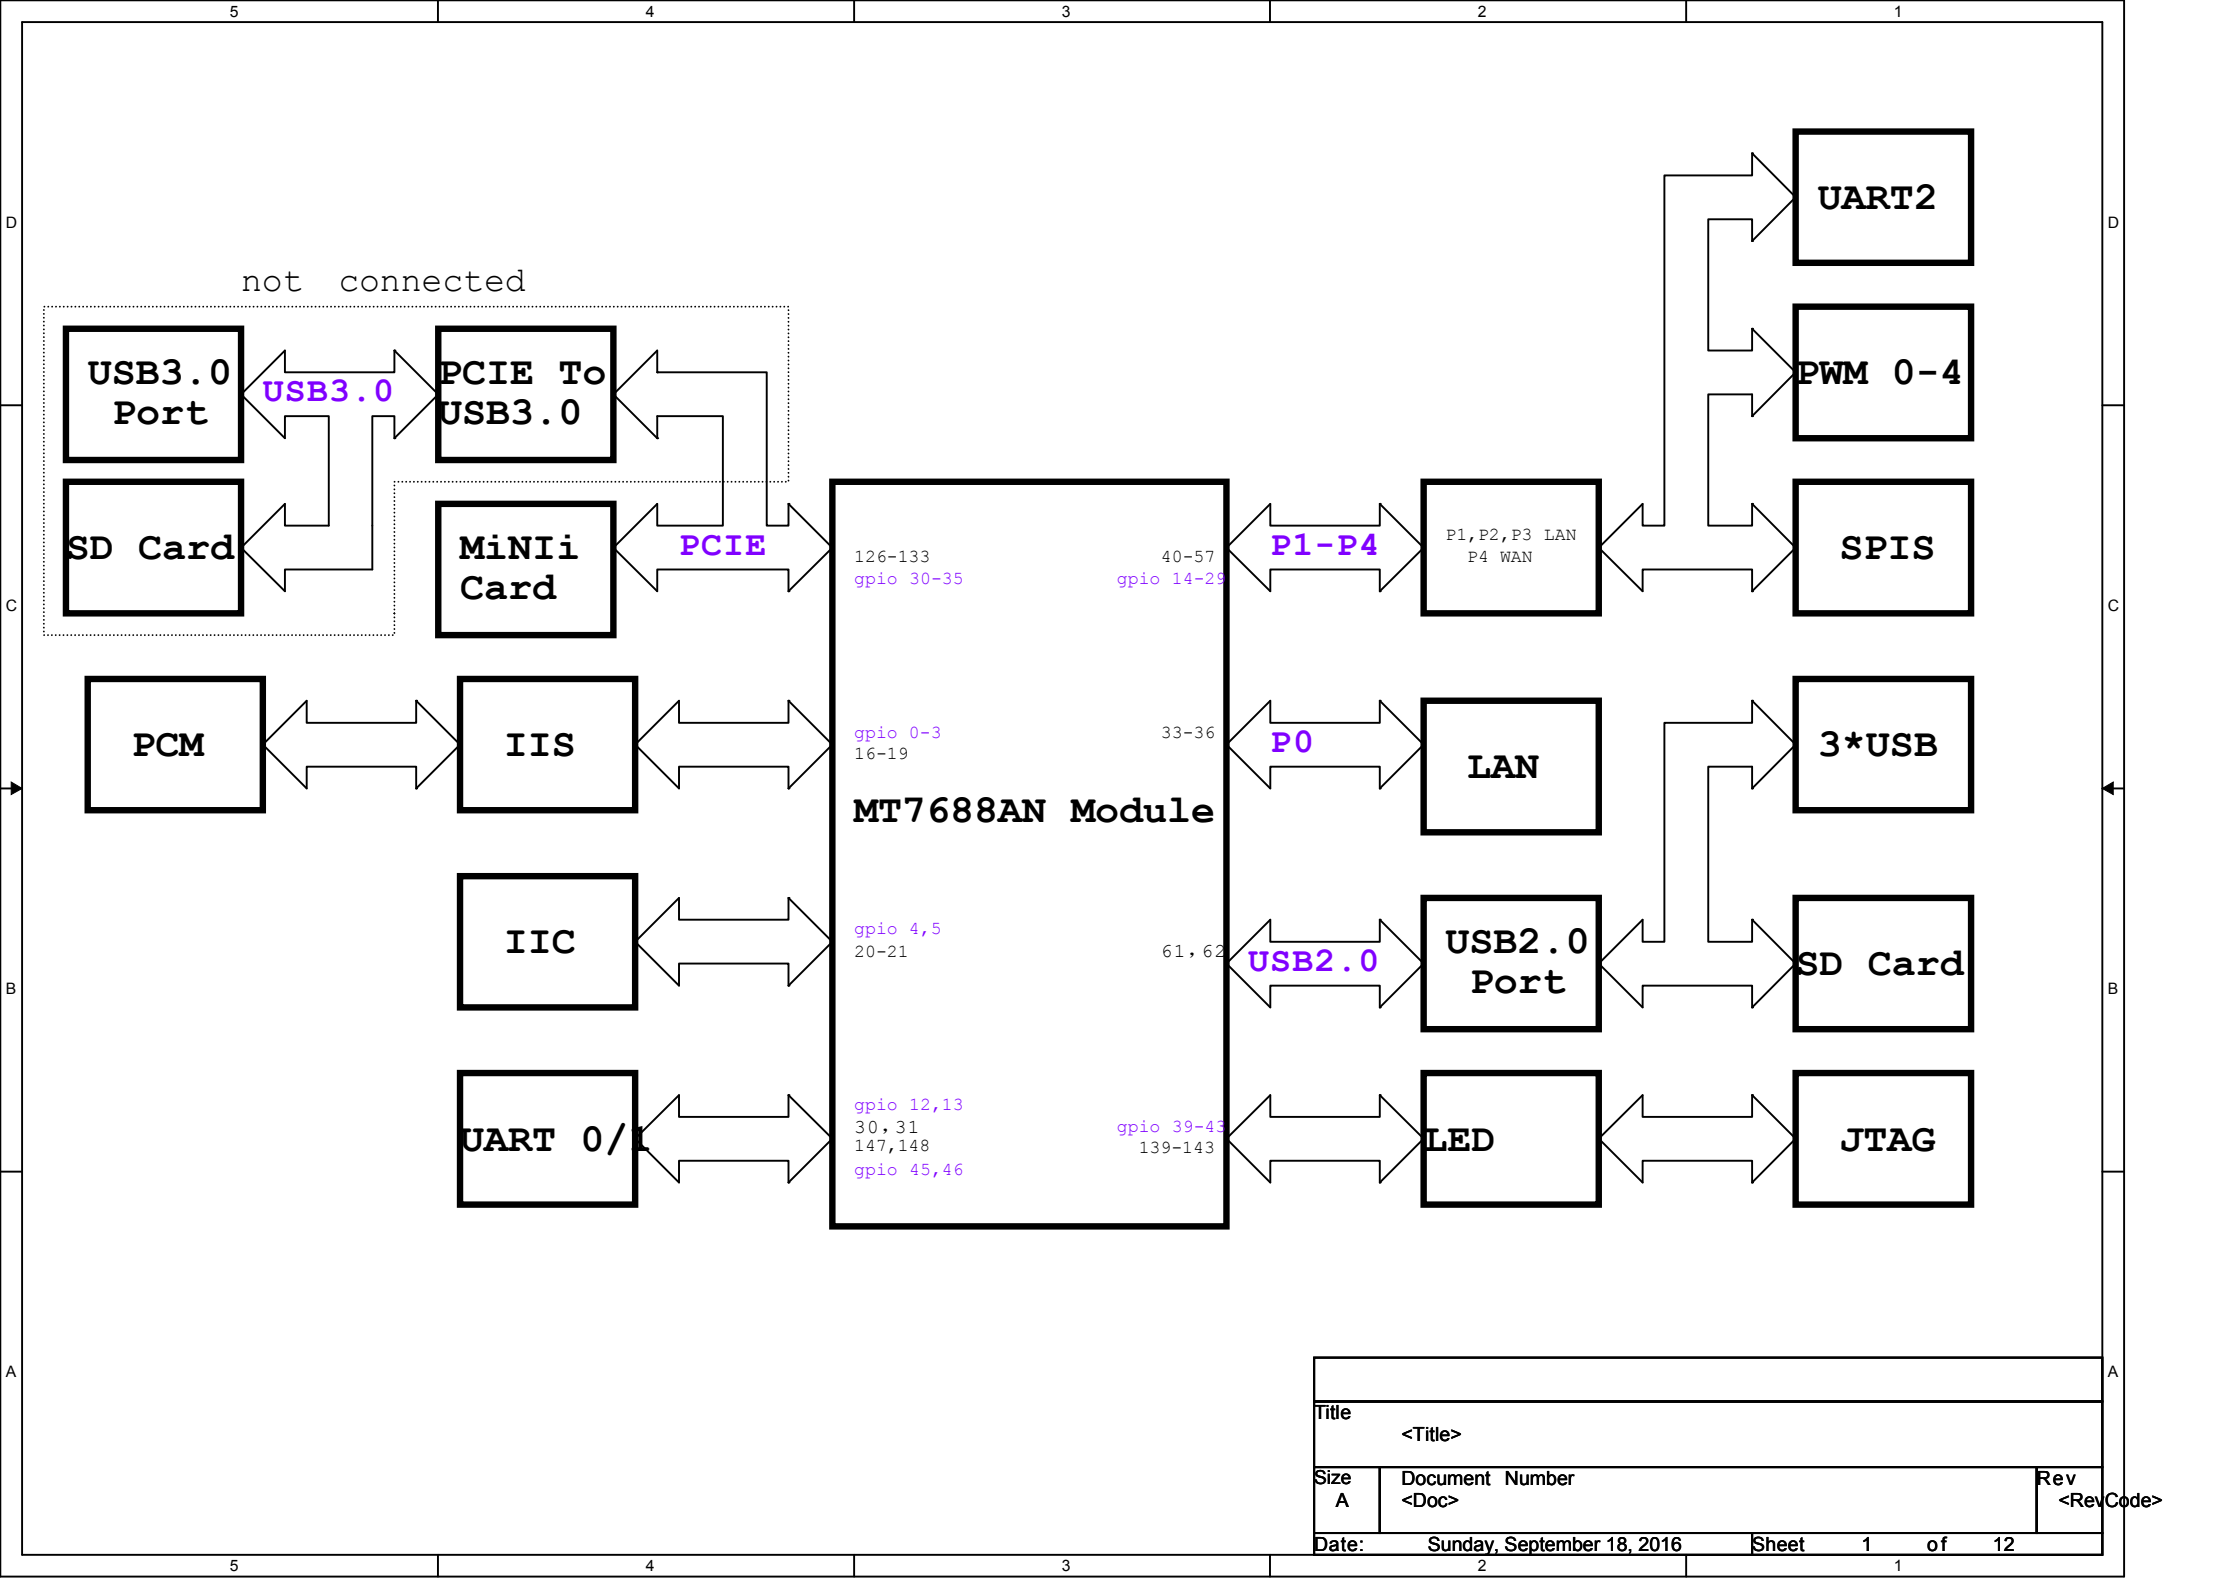 5 4 3 2 1
D D
UART2
not connected
USB3.0
Port
USB3.0
PCIE To
USB3.0
PWM 0-4
SD Card
MiNIi
Card
PCIE
126-133
gpio 30-35
40-57
gpio 14-29
P1-P4
P1,P2,P3 LAN
P4 WAN
SPIS
C C
PCM
IIS
gpio 0-3
16-19
33-36
P0
LAN
3*USB
MT7688AN Module
IIC
gpio 4,5
20-21
61,62
USB2.0
USB2.0
Port
SD Card
B B
UART 0/1
gpio 12,13
30,31
147,148
gpio 45,46
gpio 39-43
139-143
LED
JTAG
A A
Title
<Title>
Size
A
Document Number
<Doc>
Rev
<RevCode>
Date: Sunday, September 18, 2016 Sheet 1 of 12
5 4 3 2 1